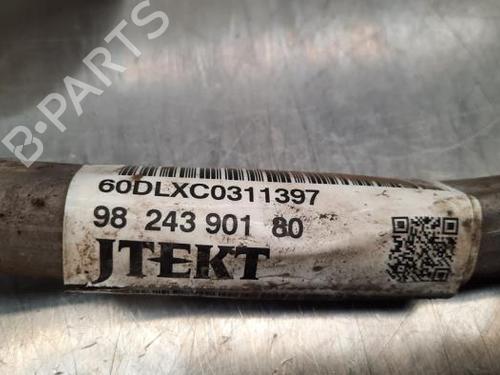 B-PARTS
60DLXC0311397
98 243 901 80
JTEKT